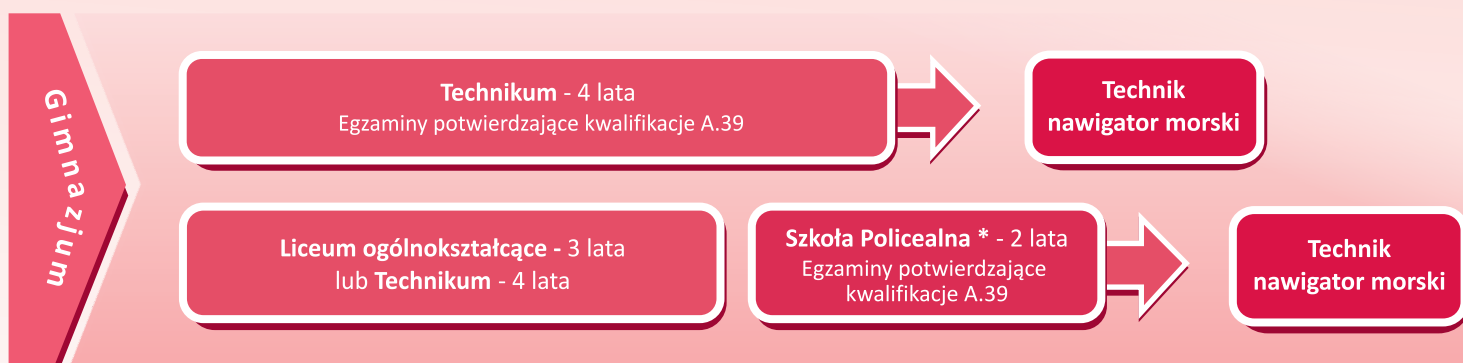 Gimnazjum
Technikum - 4 lata
Egzaminy potwierdzające kwalifikacje A.39
Technik
nawigator morski
Liceum ogólnokształcące - 3 lata
lub Technikum - 4 lata
Szkoła Policealna * - 2 lata
Egzaminy potwierdzające
kwalifikacje A.39
Technik
nawigator morski